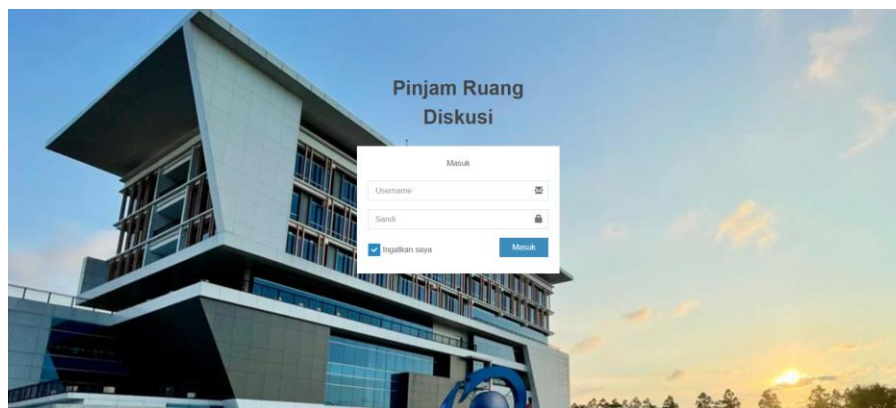 Pinjam Ruang
Diskusi
Masuk
Username
Sandi
Ingatkan saya
Masuk